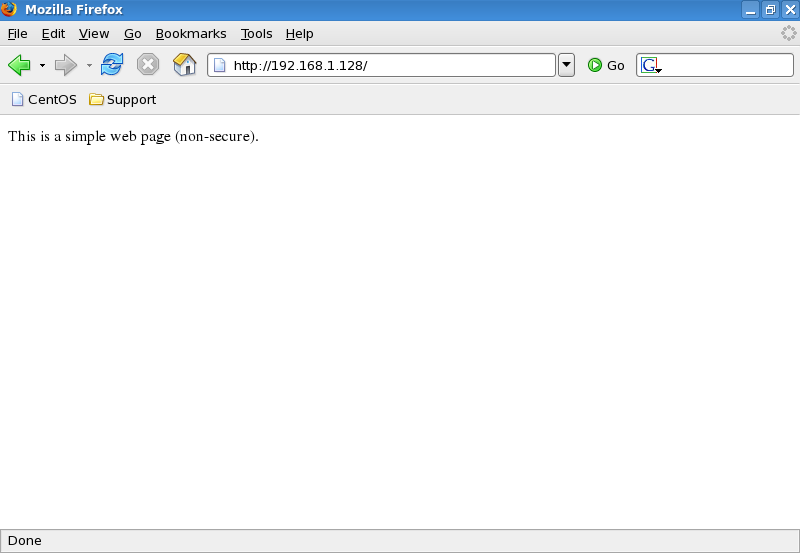 Mozilla Firefox
File Edit View Go Bookmarks Tools Help
http://192.168.1.128/ Go G
CentOS Support
This is a simple web page (non-secure).
Done